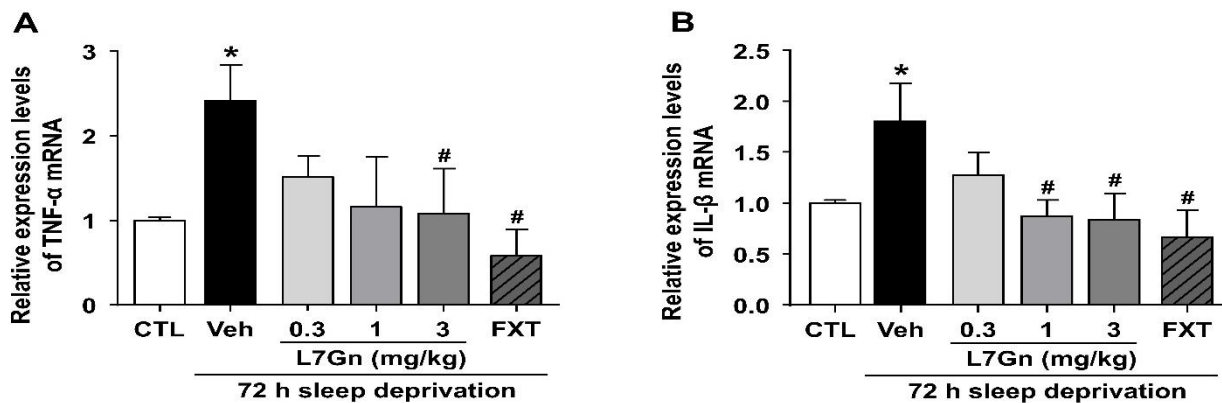 A
Relative expression levels
of TNF-α mRNA
3
2
1
0
*
#
#
CTL
Veh
0.3
1
3
FXT
L7Gn (mg/kg)
72 h sleep deprivation
B
Relative expression levels
of IL-β mRNA
2.5
2.0
1.5
1.0
0.5
0.0
*
#
#
#
CTL
Veh
0.3
1
3
FXT
L7Gn (mg/kg)
72 h sleep deprivation